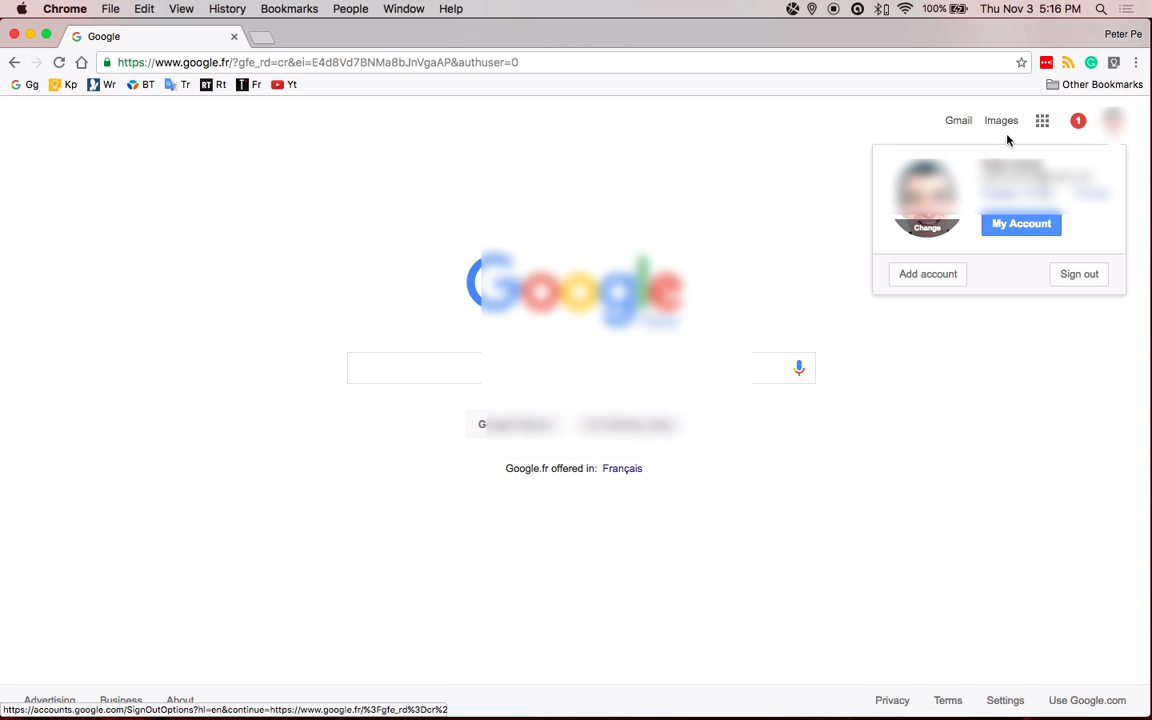 Chrome File Edit View History Bookmarks People Window Help 100% Thu Nov 3 5:16 PM
Google Peter Pe
https://www.google.fr/?gfe_rd=cr&ei=E4d8Vd7BNMa8bJnVgaAP&authuser=0
Gg Kp Wr BT Tr RT Rt Fr Yt Other Bookmarks
Gmail Images 1
Change My Account
Add account Sign out
Google.fr offered in: Français
Advertising Business About Privacy Terms Settings Use Google.com
https://accounts.google.com/SignOutOptions?hl=en&continue=https://www.google.fr/%3Fgfe_rd%3Dcr%2